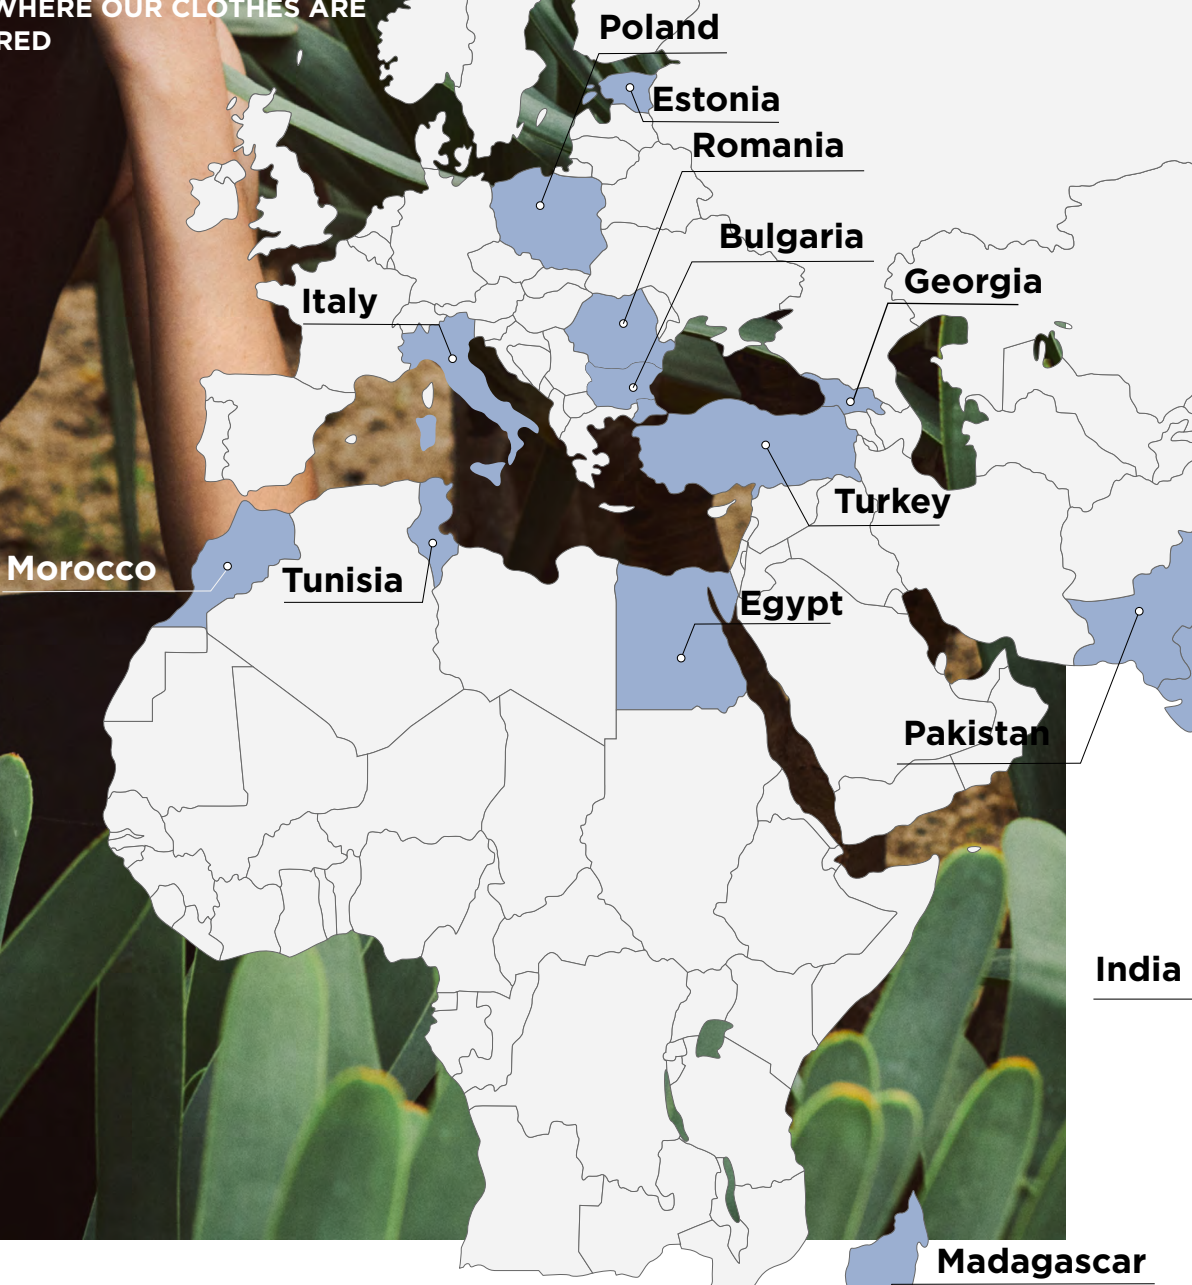 WHERE OUR CLOTHES ARE
RED
Poland
Estonia
Romania
Bulgaria
Georgia
Italy
Turkey
Morocco
Tunisia
Egypt
Pakistan
India
Madagascar